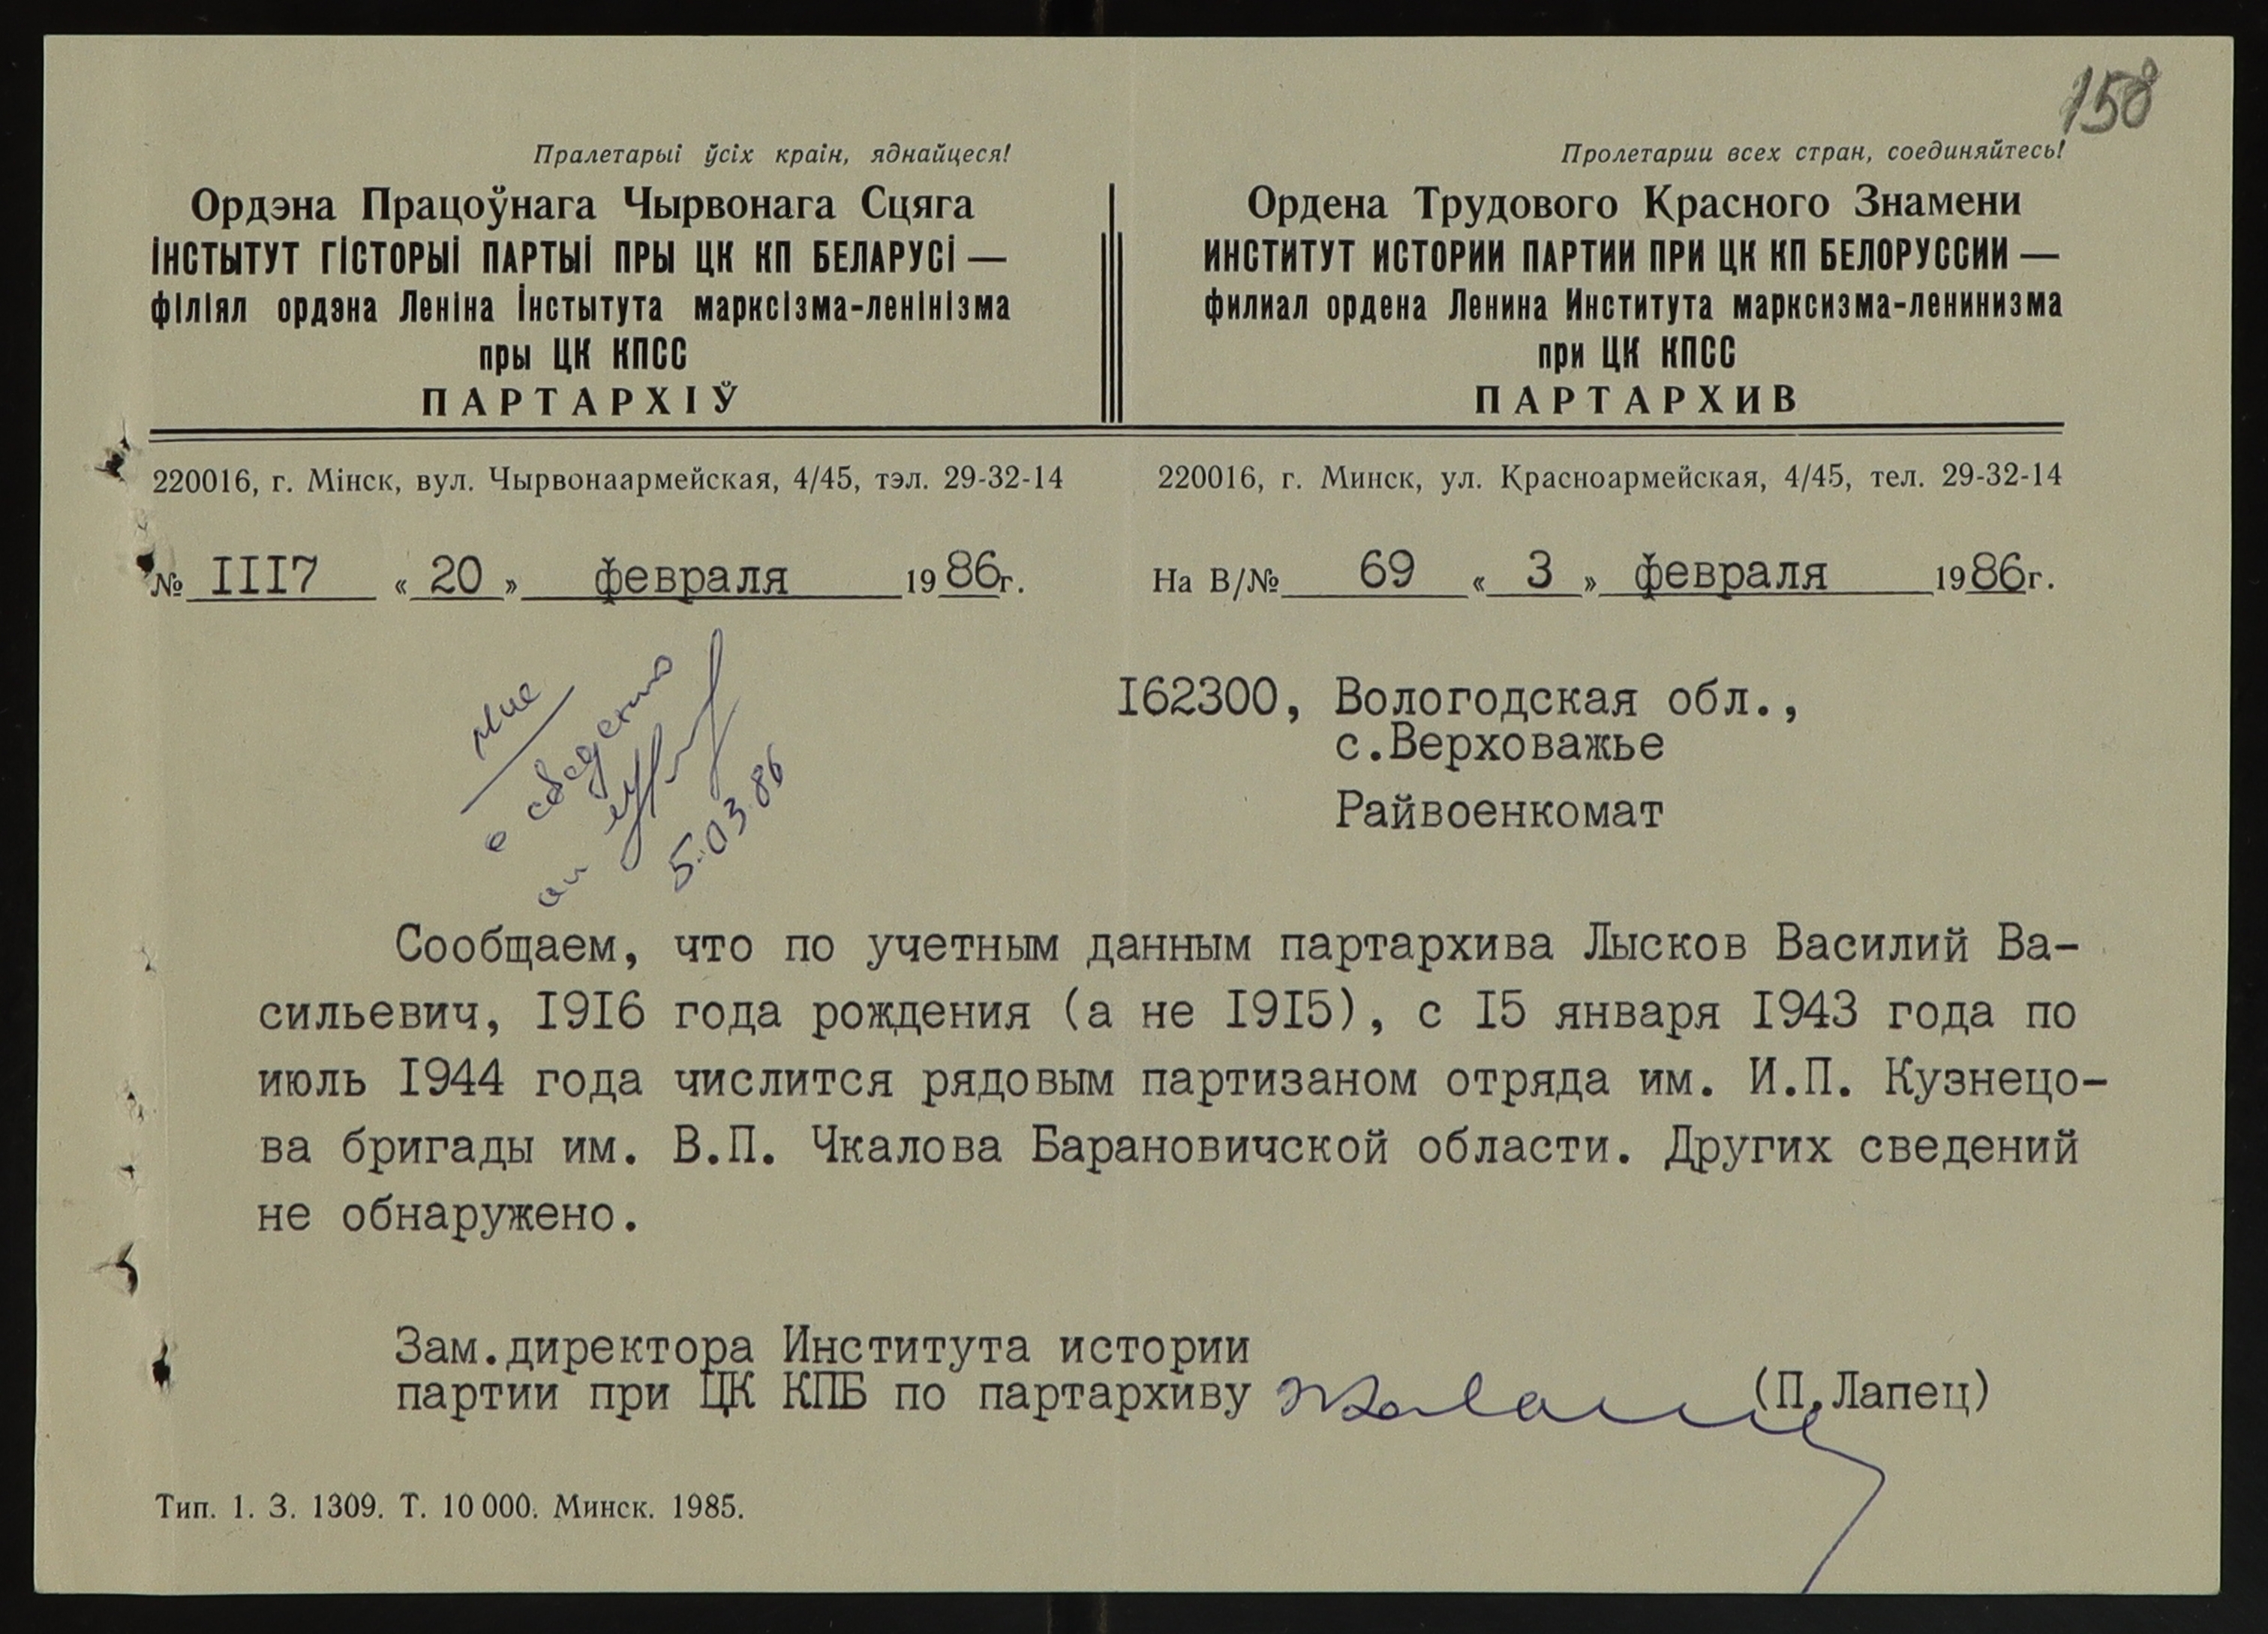 158
Пралетарыі ўсіх краін, яднайцеся!
Ордэна Працоўнага Чырвонага Сцяга
ІНСТЫТУТ ГІСТОРЫІ ПАРТЫІ ПРЫ ЦК КП БЕЛАРУСІ —
філіял ордэна Леніна Інстытута марксізма-ленінізма
пры ЦК КПСС
ПАРТАРХІЎ
Пролетарии всех стран, соединяйтесь!
Ордена Трудового Красного Знамени
ИНСТИТУТ ИСТОРИИ ПАРТИИ ПРИ ЦК КП БЕЛОРУССИИ —
филиал ордена Ленина Института марксизма-ленинизма
при ЦК КПСС
ПАРТАРХИВ
220016, г. Мінск, вул. Чырвонаармейская, 4/45, тэл. 29-32-14
220016, г. Минск, ул. Красноармейская, 4/45, тел. 29-32-14
№ III7 « 20 » февраля 1986г.
На В/№ 69 « 3 » февраля 1986г.
5.03.86
I62300, Вологодская обл.,
с.Верховажье
Райвоенкомат
Сообщаем, что по учетным данным партархива Лысков Василий Ва-
сильевич, I9I6 года рождения (а не I9I5), с I5 января I943 года по
июль I944 года числится рядовым партизаном отряда им. И.П. Кузнецо-
ва бригады им. В.П. Чкалова Барановичской области. Других сведений
не обнаружено.
Зам.директора Института истории
партии при ЦК КПБ по партархиву (П.Лапец)
Тип. 1. З. 1309. Т. 10 000. Минск. 1985.